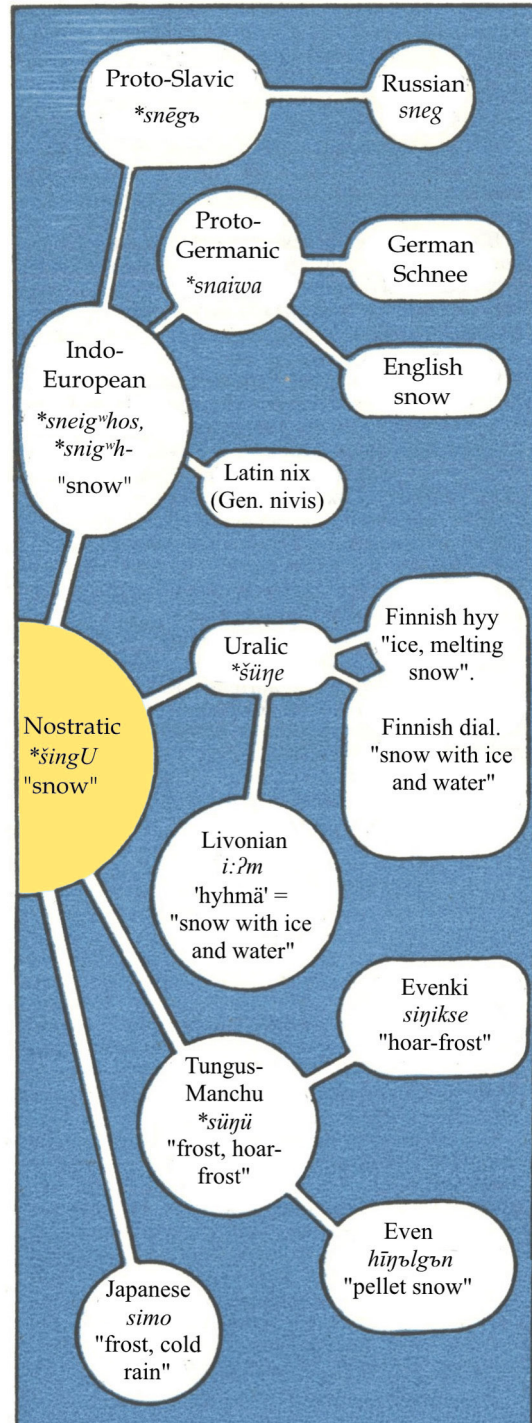 Proto-Slavic
*snēgъ
Russian
sneg
Proto-
Germanic
*snaiwa
German
Schnee
English
snow
Indo-
European
*sneigʷhos,
*snigʷh-
"snow"
Latin nix
(Gen. nivis)
Nostratic
*šingU
"snow"
Uralic
*šüŋe
Finnish hyy
"ice, melting
snow".
Finnish dial.
"snow with ice
and water"
Livonian
i:ʔm
'hyhmä' =
"snow with ice
and water"
Tungus-
Manchu
*süŋü
"frost, hoar-
frost"
Evenki
siŋikse
"hoar-frost"
Even
hīŋъlgъn
"pellet snow"
Japanese
simo
"frost, cold
rain"